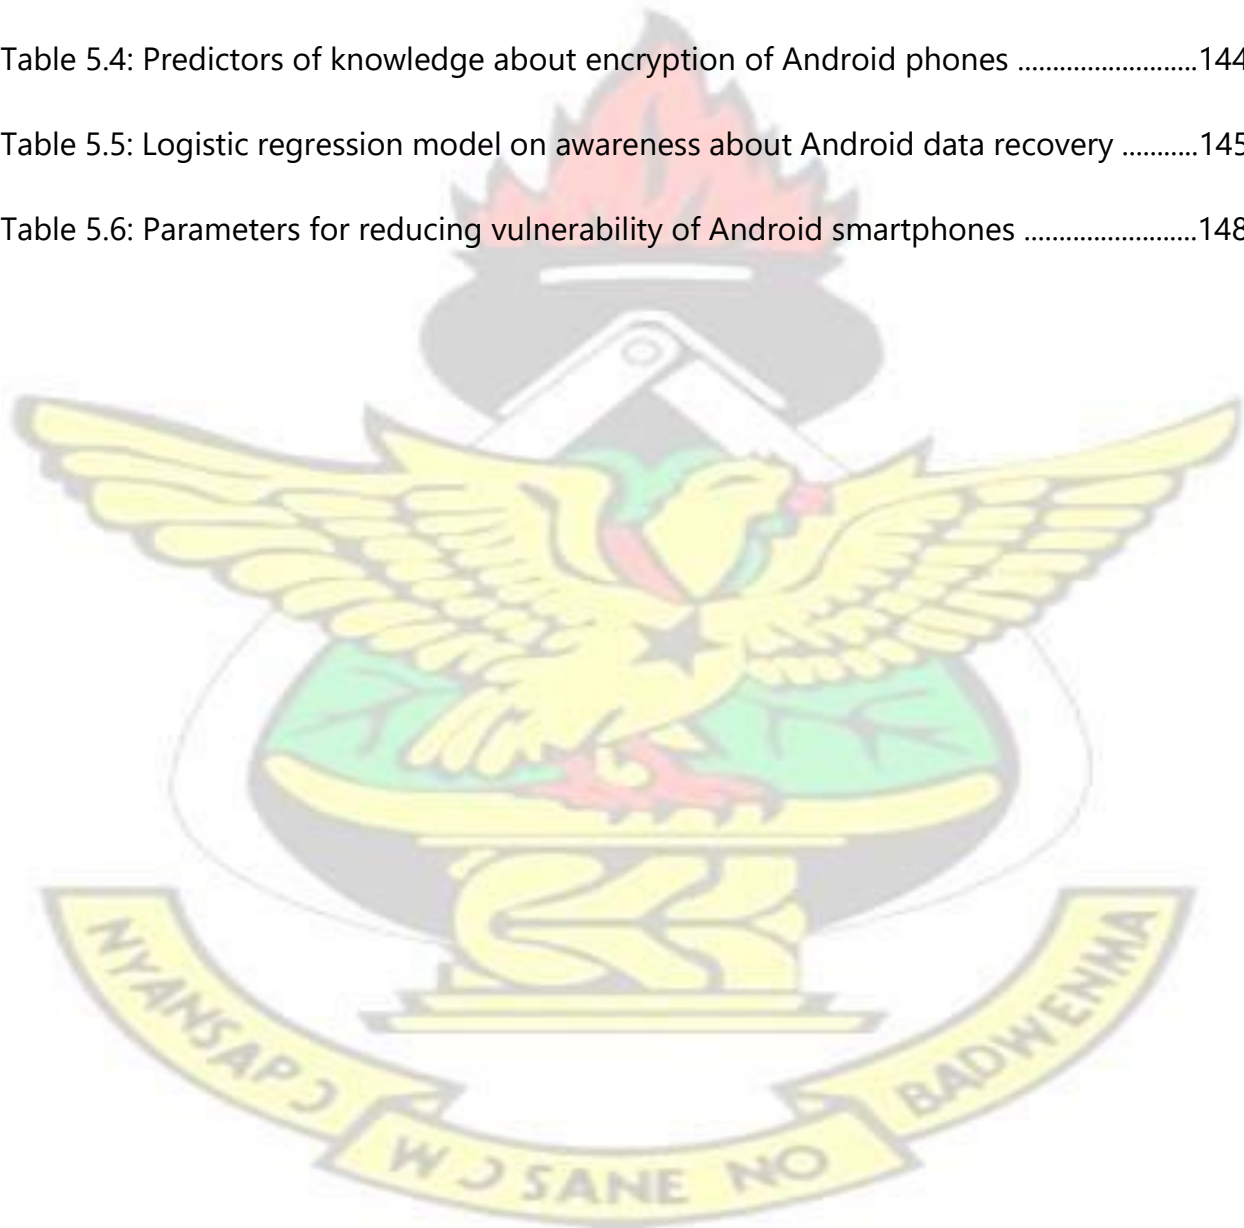 Table 5.4: Predictors of knowledge about encryption of Android phones ..........................144
Table 5.5: Logistic regression model on awareness about Android data recovery ...........145
Table 5.6: Parameters for reducing vulnerability of Android smartphones .........................148
NYANSAPƆ
WƆSANE NO
BADWENMA